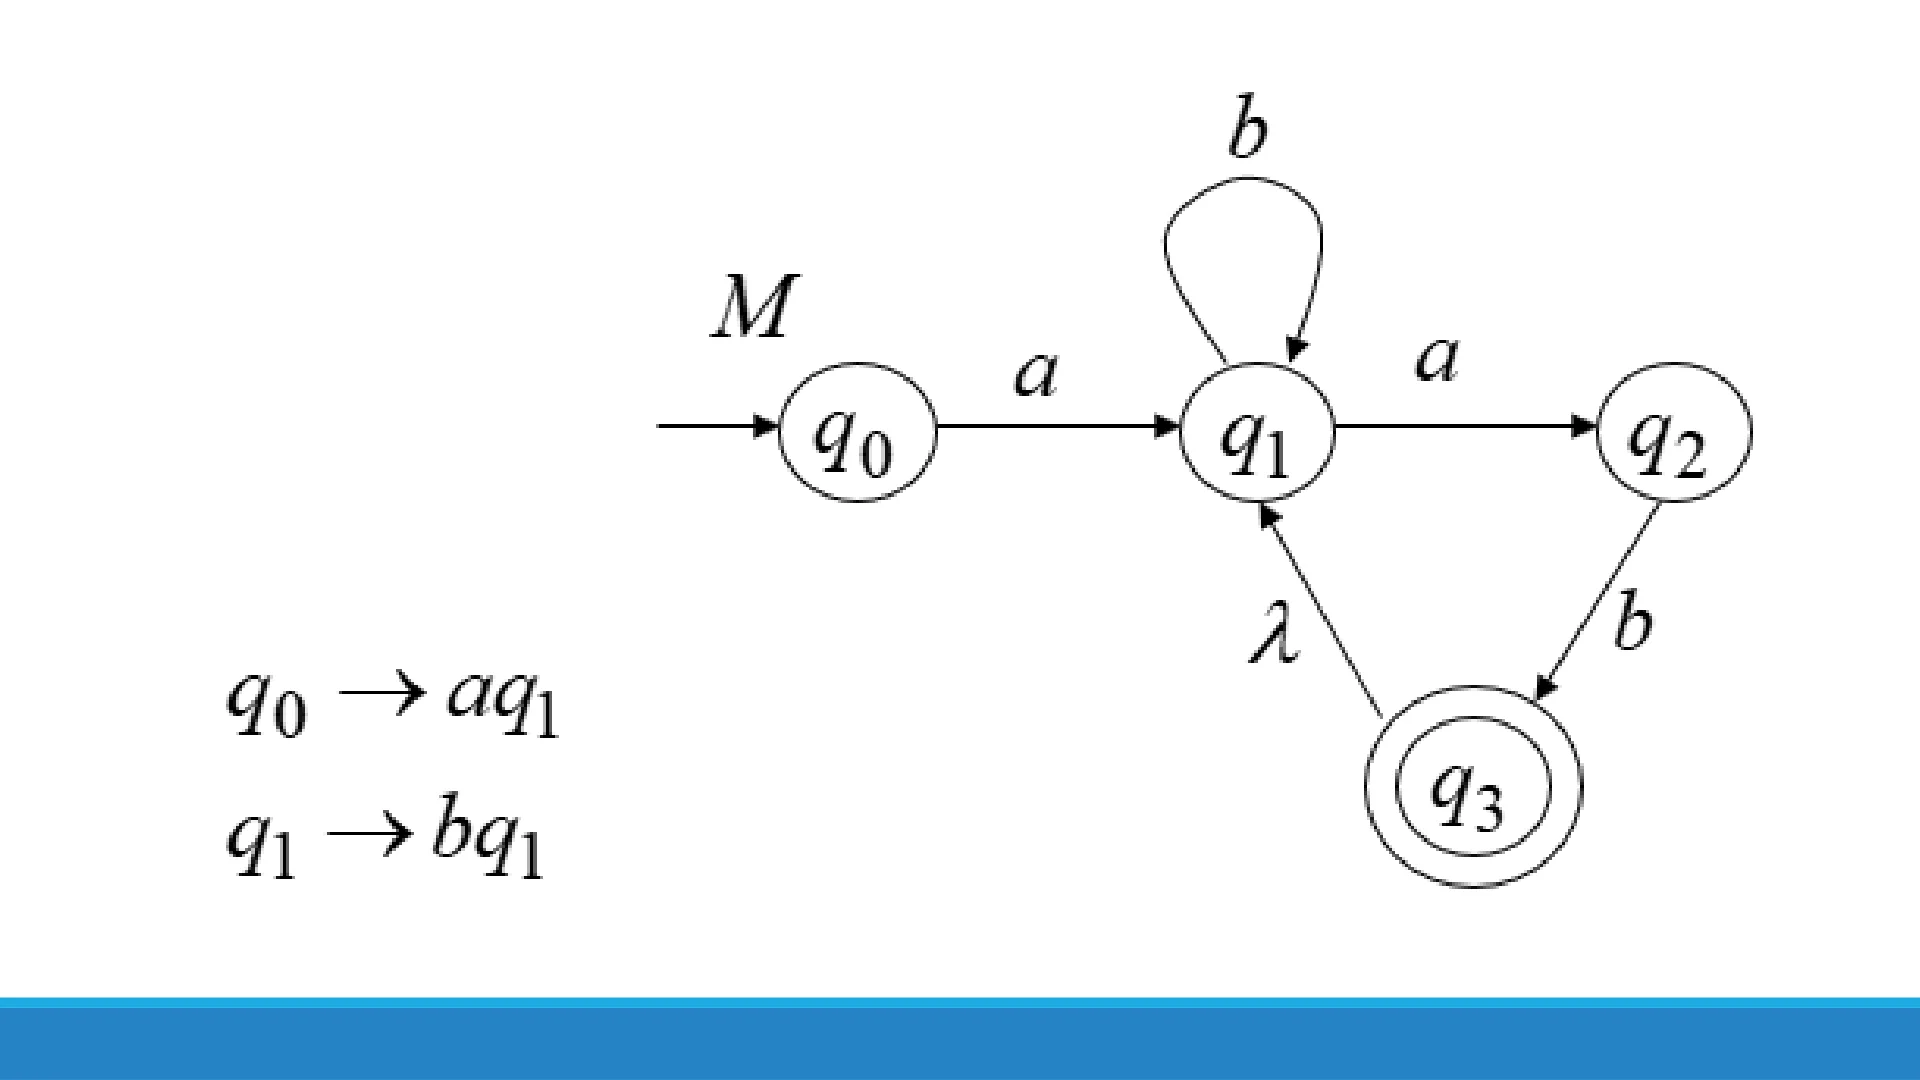 b
M
a
a
q₀
q₁
q₂
λ
b
q₀ → aq₁
q₁ → bq₁
q₃